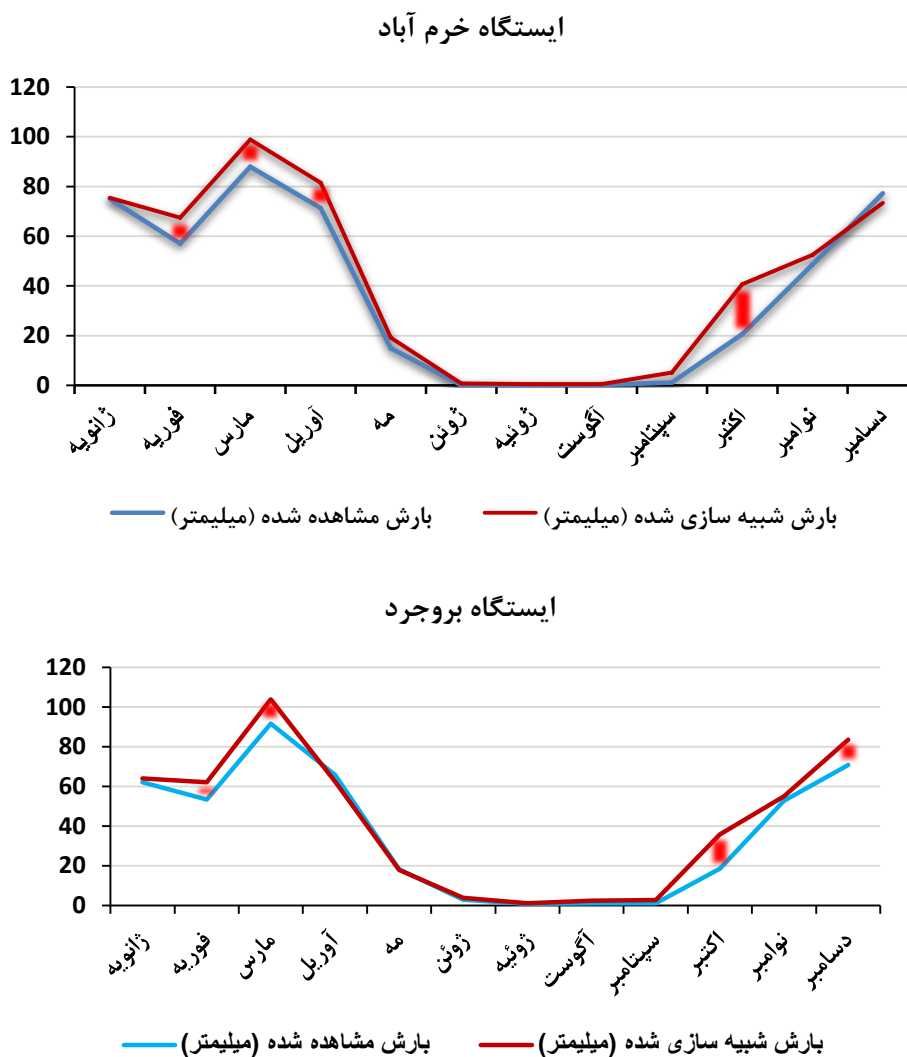 ایستگاه خرم آباد
120
100
80
60
40
20
0
ژانویه
فوریه
مارس
آوریل
مه
ژوئن
ژوئیه
آگوست
سپتامبر
اکتبر
نوامبر
دسامبر
بارش مشاهده شده (میلیمتر)
بارش شبیه سازی شده (میلیمتر)
ایستگاه بروجرد
120
100
80
60
40
20
0
ژانویه
فوریه
مارس
آوریل
مه
ژوئن
ژوئیه
آگوست
سپتامبر
اکتبر
نوامبر
دسامبر
بارش مشاهده شده (میلیمتر)
بارش شبیه سازی شده (میلیمتر)